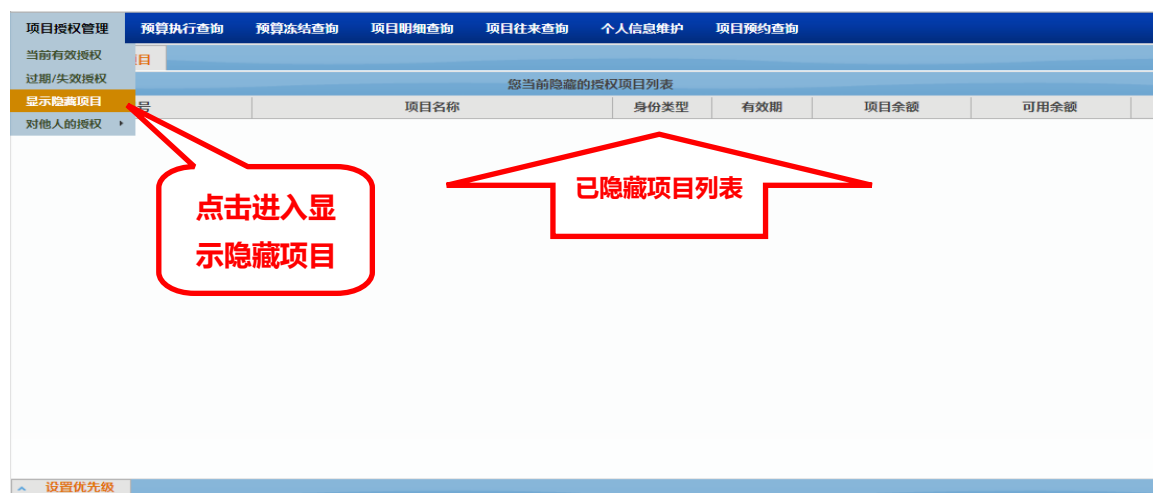 项目授权管理 预算执行查询 预算冻结查询 项目明细查询 项目往来查询 个人信息维护 项目预约查询
当前有效授权
目
过期/失效授权
您当前隐藏的授权项目列表
显示隐藏项目
号 项目名称 身份类型 有效期 项目余额 可用余额
对他人的授权
点击进入显
示隐藏项目
已隐藏项目列表
设置优先级